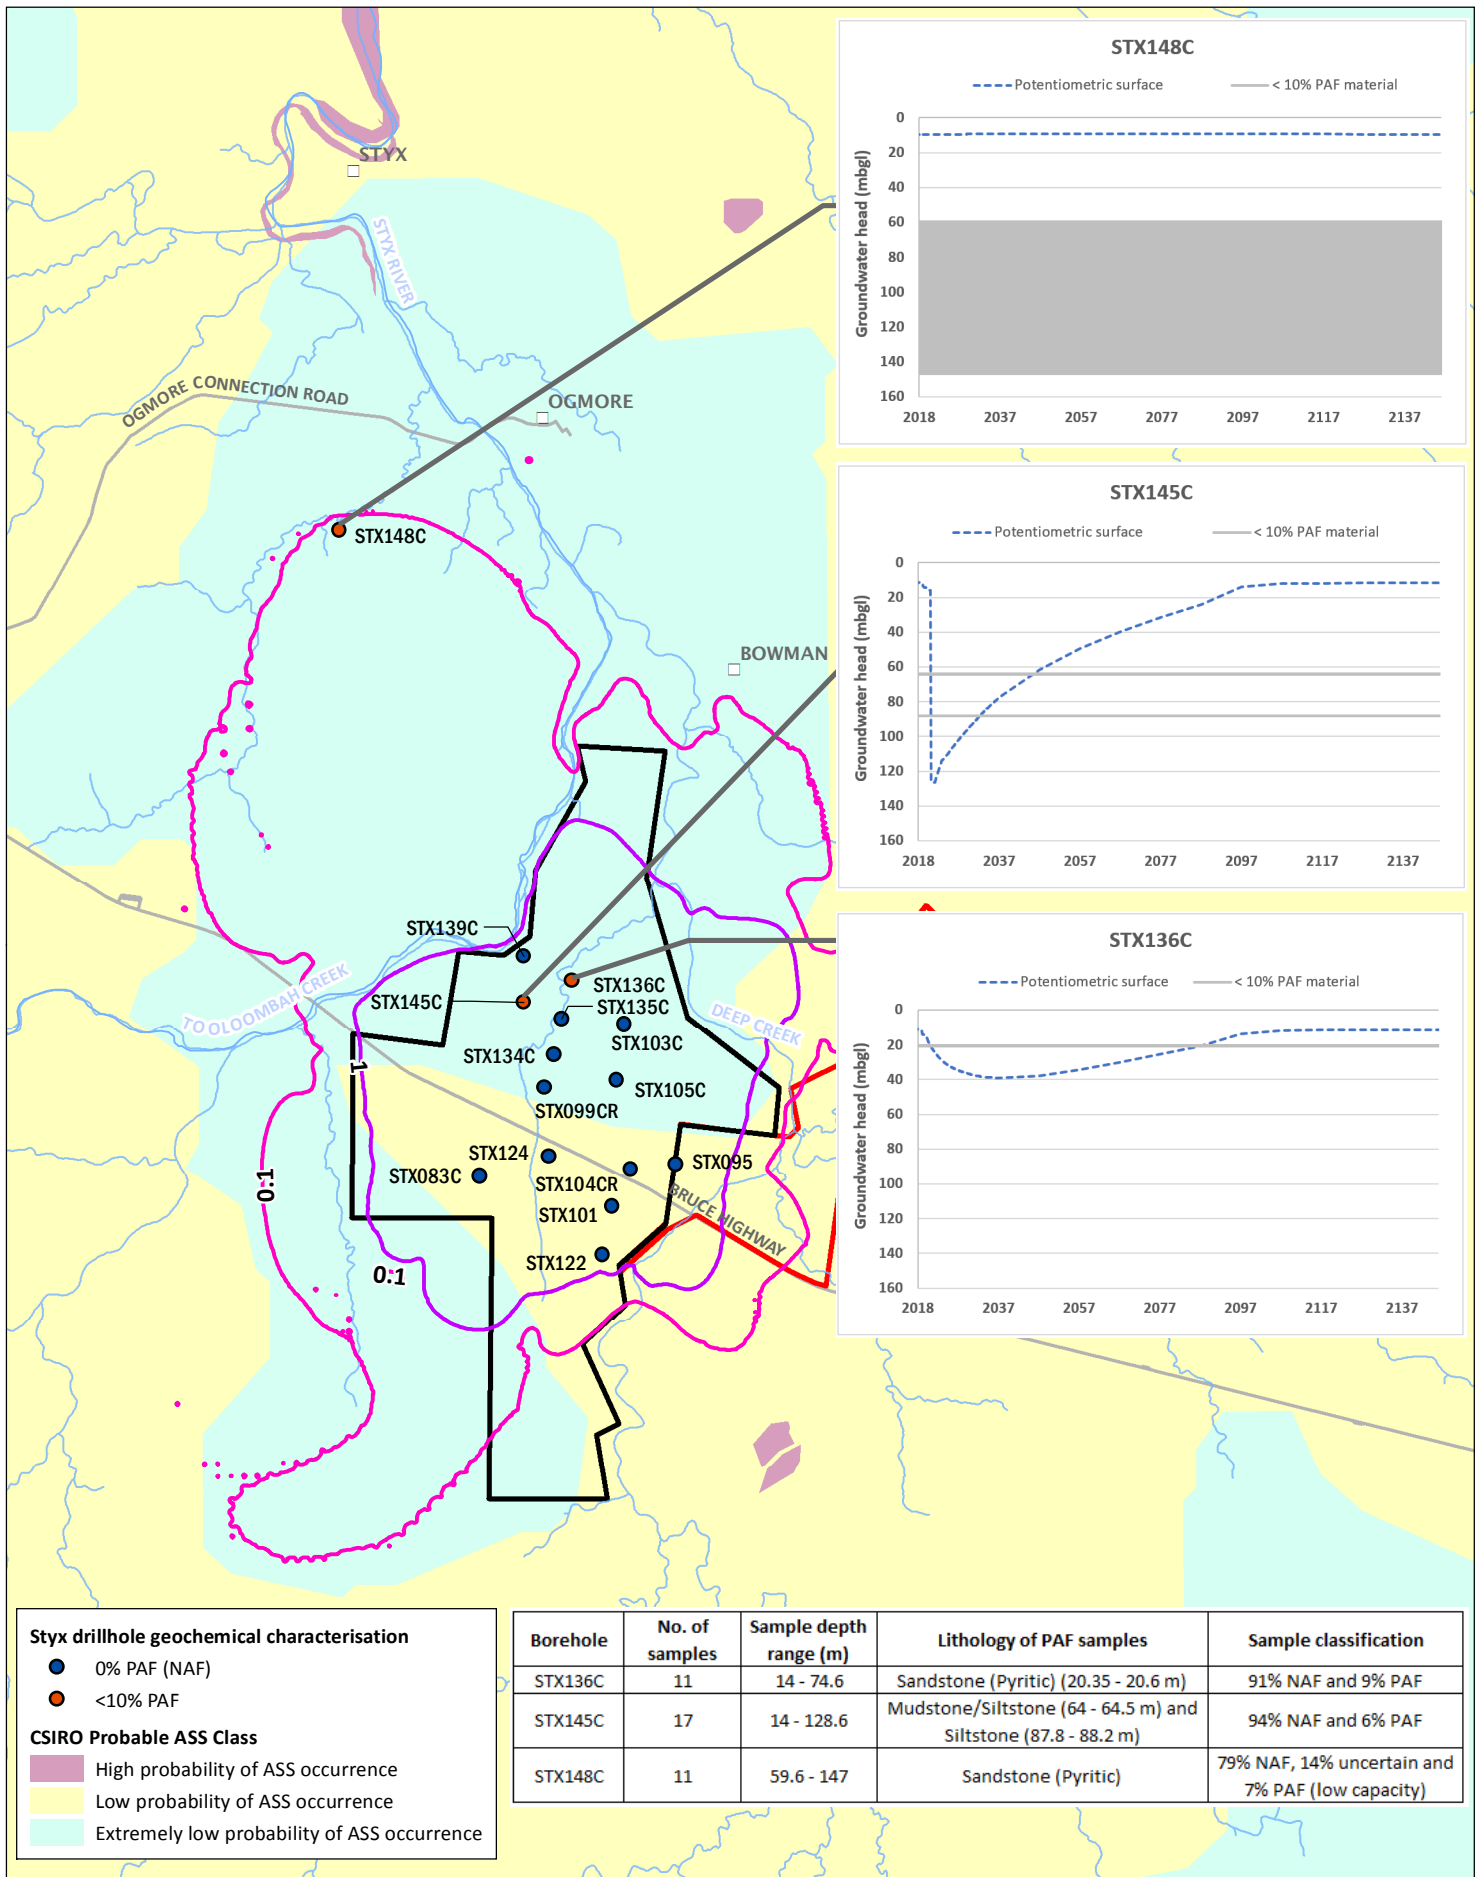 STYX
STYX RIVER
OGMORE CONNECTION ROAD
OGMORE
STX148C
BOWMAN
STX139C
STX145C
STX136C
STX135C
STX103C
STX134C
STX105C
STX099CR
TOOLOOMBAH CREEK
DEEP CREEK
1
0.1
0.1
STX124
STX083C
STX095
STX104CR
STX101
STX122
BRUCE HIGHWAY
STX148C
Potentiometric surface
< 10% PAF material
Groundwater head (mbgl)
0
20
40
60
80
100
120
140
160
2018 2037 2057 2077 2097 2117 2137
STX145C
Potentiometric surface
< 10% PAF material
Groundwater head (mbgl)
0
20
40
60
80
100
120
140
160
2018 2037 2057 2077 2097 2117 2137
STX136C
Potentiometric surface
< 10% PAF material
Groundwater head (mbgl)
0
20
40
60
80
100
120
140
160
2018 2037 2057 2077 2097 2117 2137
Styx drillhole geochemical characterisation
0% PAF (NAF)
<10% PAF
CSIRO Probable ASS Class
High probability of ASS occurrence
Low probability of ASS occurrence
Extremely low probability of ASS occurrence
Borehole No. of samples Sample depth range (m) Lithology of PAF samples Sample classification
STX136C 11 14 - 74.6 Sandstone (Pyritic) (20.35 - 20.6 m) 91% NAF and 9% PAF
STX145C 17 14 - 128.6 Mudstone/Siltstone (64 - 64.5 m) and Siltstone (87.8 - 88.2 m) 94% NAF and 6% PAF
STX148C 11 59.6 - 147 Sandstone (Pyritic) 79% NAF, 14% uncertain and 7% PAF (low capacity)